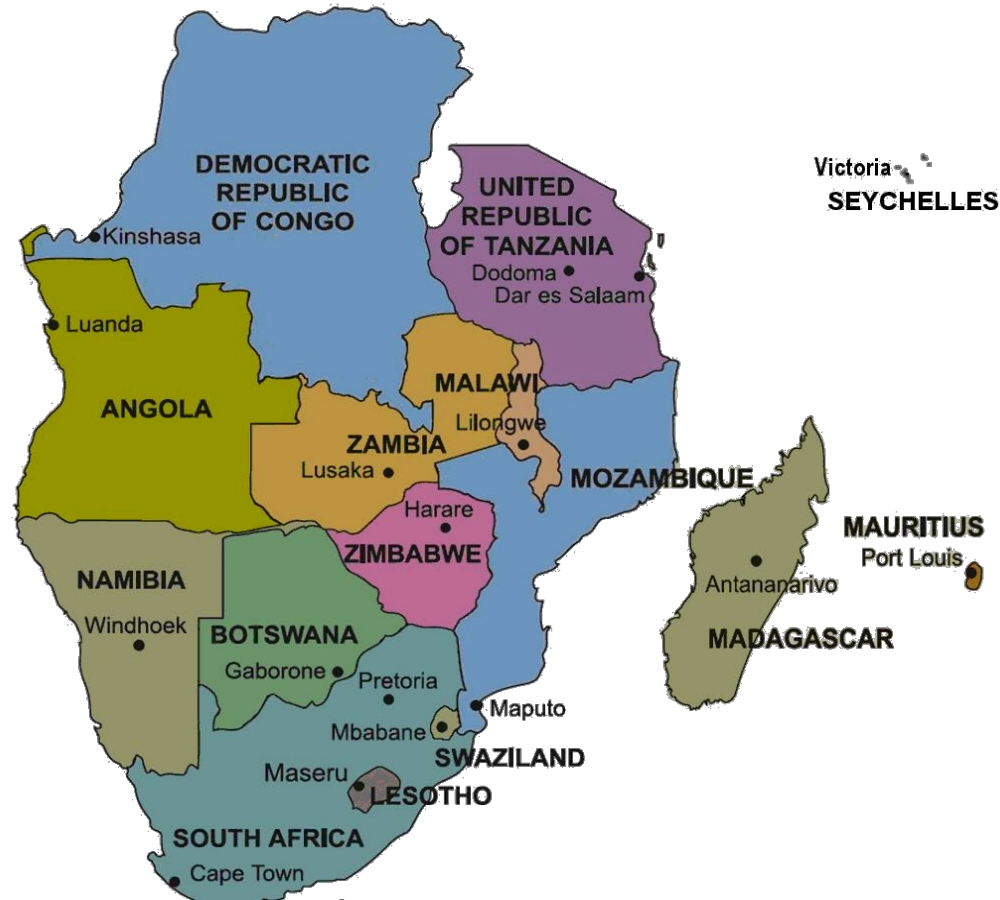 DEMOCRATIC
REPUBLIC
OF CONGO
Kinshasa
UNITED
REPUBLIC
OF TANZANIA
Dodoma
Dar es Salaam
Victoria
SEYCHELLES
Luanda
ANGOLA
MALAWI
Lilongwe
ZAMBIA
Lusaka
MOZAMBIQUE
Harare
ZIMBABWE
MAURITIUS
Port Louis
Antananarivo
MADAGASCAR
NAMIBIA
Windhoek
BOTSWANA
Gaborone
Pretoria
Maputo
Mbabane
SWAZILAND
Maseru
LESOTHO
SOUTH AFRICA
Cape Town